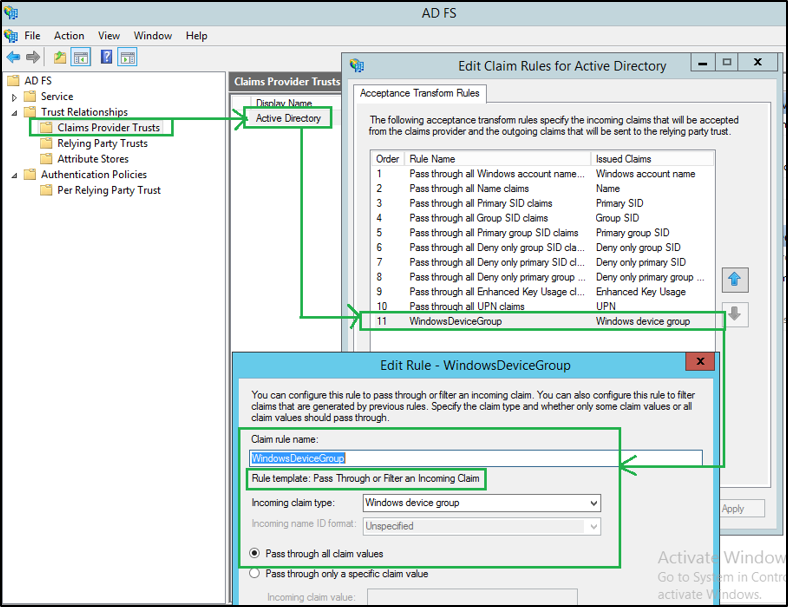 AD FS
File Action View Window Help
AD FS
Service
Trust Relationships
Claims Provider Trusts
Relying Party Trusts
Attribute Stores
Authentication Policies
Per Relying Party Trust
Claims Provider Trusts
Display Name
Active Directory
Edit Claim Rules for Active Directory
Acceptance Transform Rules
The following acceptance transform rules specify the incoming claims that will be accepted
from the claims provider and the outgoing claims that will be sent to the relying party trust.
Order Rule Name Issued Claims
1 Pass through all Windows account name... Windows account name
2 Pass through all Name claims Name
3 Pass through all Primary SID claims Primary SID
4 Pass through all Group SID claims Group SID
5 Pass through all Primary group SID claims Primary group SID
6 Pass through all Deny only group SID cla... Deny only group SID
7 Pass through all Deny only primary SID cl... Deny only primary SID
8 Pass through all Deny only primary group ... Deny only primary group ...
9 Pass through all Enhanced Key Usage cl... Enhanced Key Usage
10 Pass through all UPN claims UPN
11 WindowsDeviceGroup Windows device group
Edit Rule - WindowsDeviceGroup
You can configure this rule to pass through or filter an incoming claim. You can also configure this rule to filter
claims that are generated by previous rules. Specify the claim type and whether only some claim values or all
claim values should pass through.
Claim rule name:
WindowsDeviceGroup
Rule template: Pass Through or Filter an Incoming Claim
Incoming claim type: Windows device group
Incoming name ID format: Unspecified
Pass through all claim values
Pass through only a specific claim value
Incoming claim value:
Apply
Activate Window
Go to System in Contr
activate Windows.